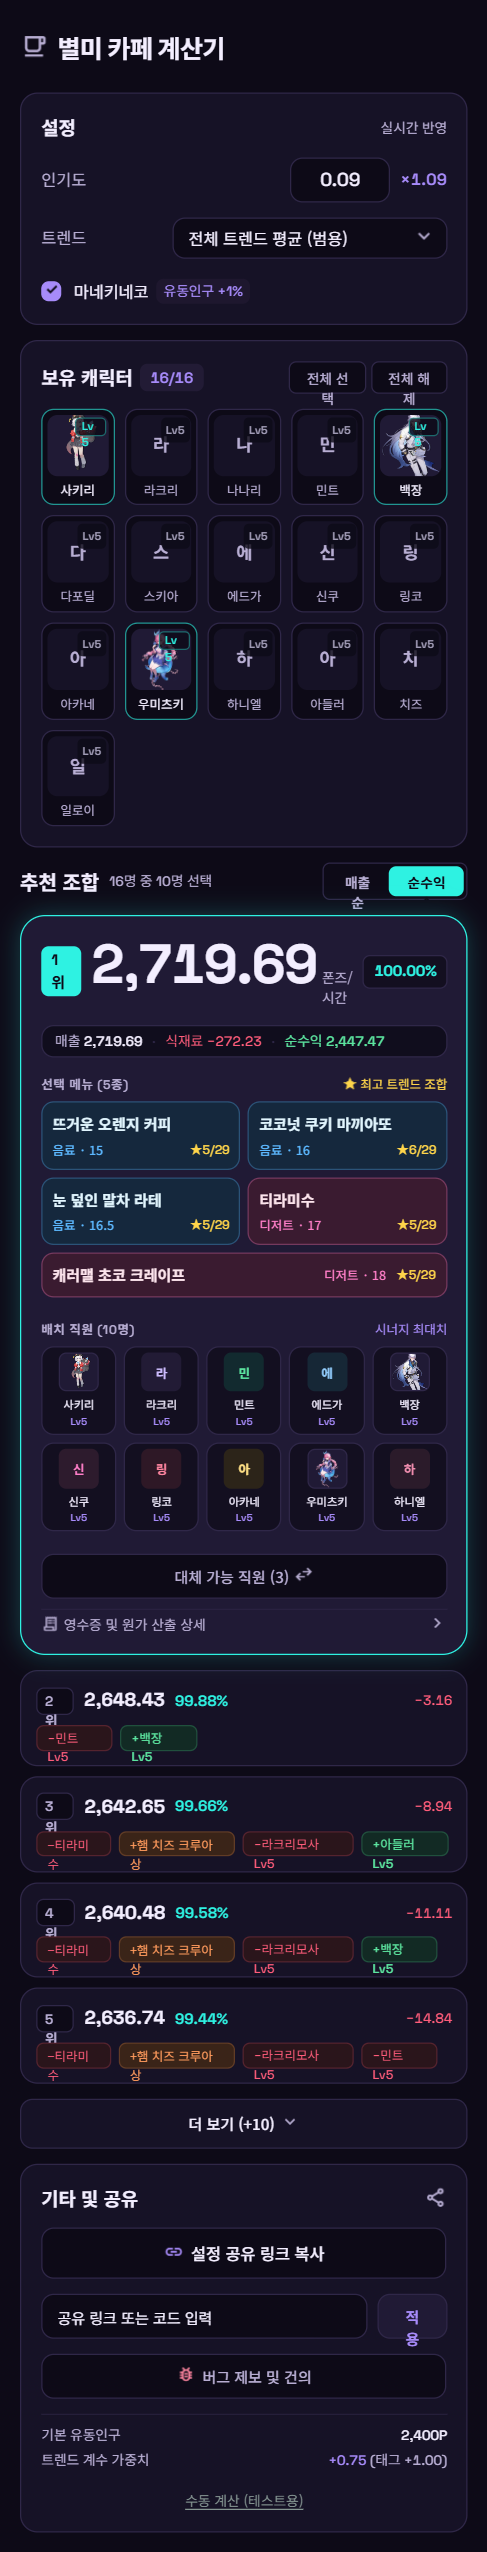 별미 카페 계산기
설정
실시간 반영
인기도
0.09
×1.09
트렌드
전체 트렌드 평균 (범용)
마네키네코
유동인구 +1%
보유 캐릭터
16/16
전체 선택
전체 해제
Lv5
사키리
라
Lv5
라크리
나
Lv5
나나리
민
Lv5
민트
Lv
백장
다
Lv5
다포딜
스
Lv5
스키아
에
Lv5
에드가
신
Lv5
신쿠
링
Lv5
링코
아
Lv5
아카네
Lv
우미츠키
하
Lv5
하니엘
아
Lv5
아들러
치
Lv5
치즈
일
Lv5
일로이
추천 조합
16명 중 10명 선택
매출순
순수익
1위
2,719.69
폰즈/시간
100.00%
매출 2,719.69 · 식재료 −272.23 · 순수익 2,447.47
선택 메뉴 (5종)
★ 최고 트렌드 조합
뜨거운 오렌지 커피
음료 · 15
★5/29
코코넛 쿠키 마끼아또
음료 · 16
★6/29
눈 덮인 말차 라테
음료 · 16.5
★5/29
티라미수
디저트 · 17
★5/29
캐러멜 초코 크레이프
디저트 · 18
★5/29
배치 직원 (10명)
시너지 최대치
사키리
Lv5
라
라크리
Lv5
민
민트
Lv5
에
에드가
Lv5
백장
Lv5
신
신쿠
Lv5
링
링코
Lv5
아
아카네
Lv5
우미츠키
Lv5
하
하니엘
Lv5
대체 가능 직원 (3)
영수증 및 원가 산출 상세
2위
2,648.43
99.88%
−3.16
−민트 Lv5
+백장 Lv5
3위
2,642.65
99.66%
−8.94
−티라미수
+햄 치즈 크루아상
−라크리모사 Lv5
+아들러 Lv5
4위
2,640.48
99.58%
−11.11
−티라미수
+햄 치즈 크루아상
−라크리모사 Lv5
+백장 Lv5
5위
2,636.74
99.44%
−14.84
−티라미수
+햄 치즈 크루아상
−라크리모사 Lv5
−민트 Lv5
더 보기 (+10)
기타 및 공유
설정 공유 링크 복사
공유 링크 또는 코드 입력
적용
버그 제보 및 건의
기본 유동인구
2,400P
트렌드 계수 가중치
+0.75 (태그 +1.00)
수동 계산 (테스트용)